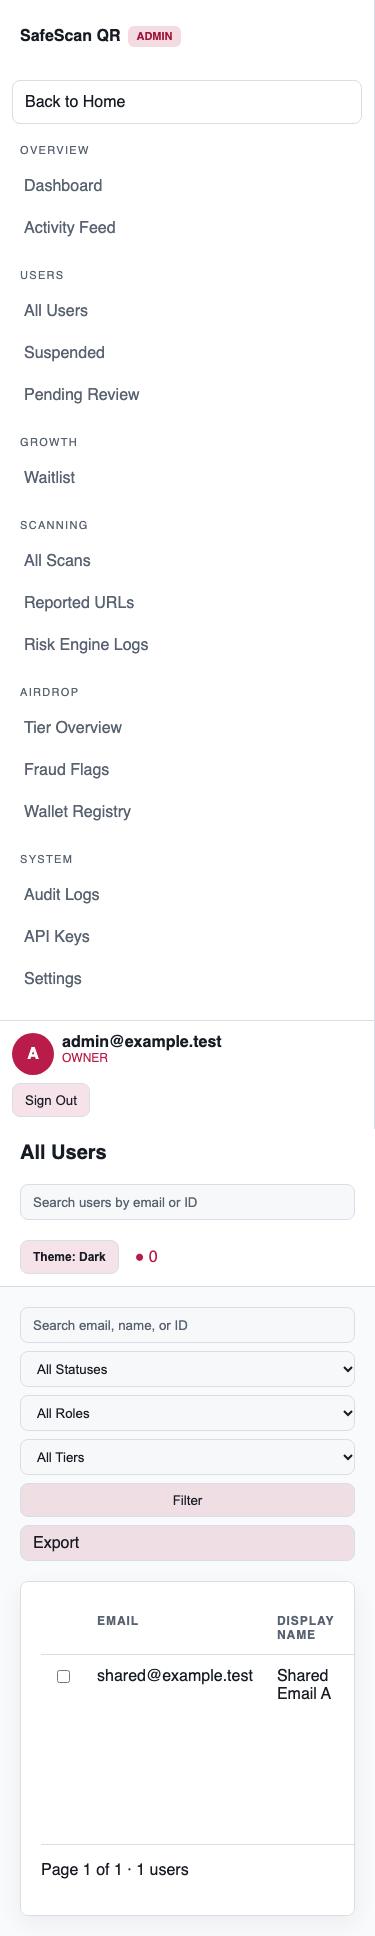 SafeScan QR ADMIN
Back to Home
OVERVIEW
Dashboard
Activity Feed
USERS
All Users
Suspended
Pending Review
GROWTH
Waitlist
SCANNING
All Scans
Reported URLs
Risk Engine Logs
AIRDROP
Tier Overview
Fraud Flags
Wallet Registry
SYSTEM
Audit Logs
API Keys
Settings
A
admin@example.test
OWNER
Sign Out
All Users
Search users by email or ID
Theme: Dark ● 0
Search email, name, or ID
All Statuses
All Roles
All Tiers
Filter
Export
EMAIL DISPLAY
NAME
shared@example.test Shared
Email A
Page 1 of 1 · 1 users